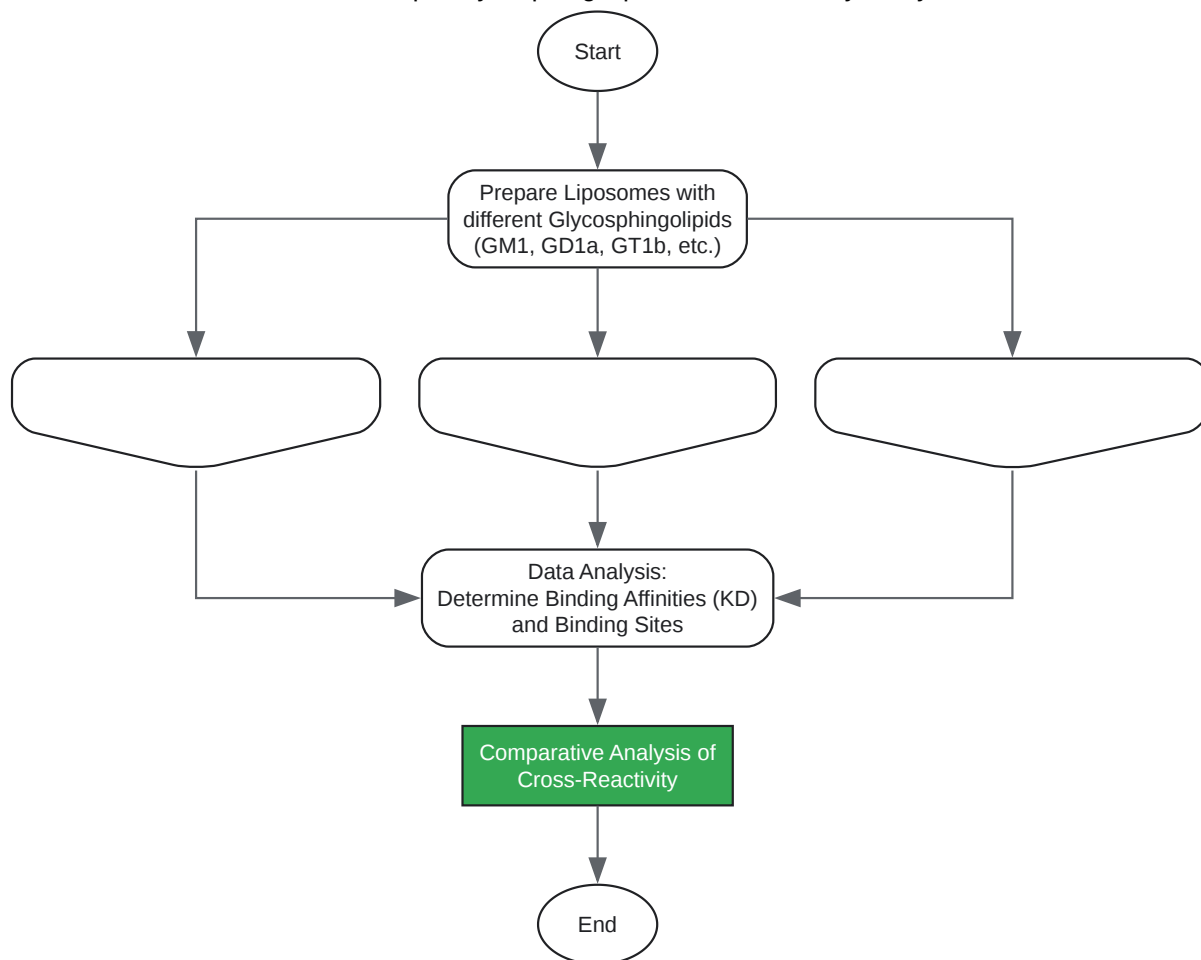 Start
Prepare Liposomes with
different Glycosphingolipids
(GM1, GD1a, GT1b, etc.)
Data Analysis:
Determine Binding Affinities (KD)
and Binding Sites
Comparative Analysis of
Cross-Reactivity
End